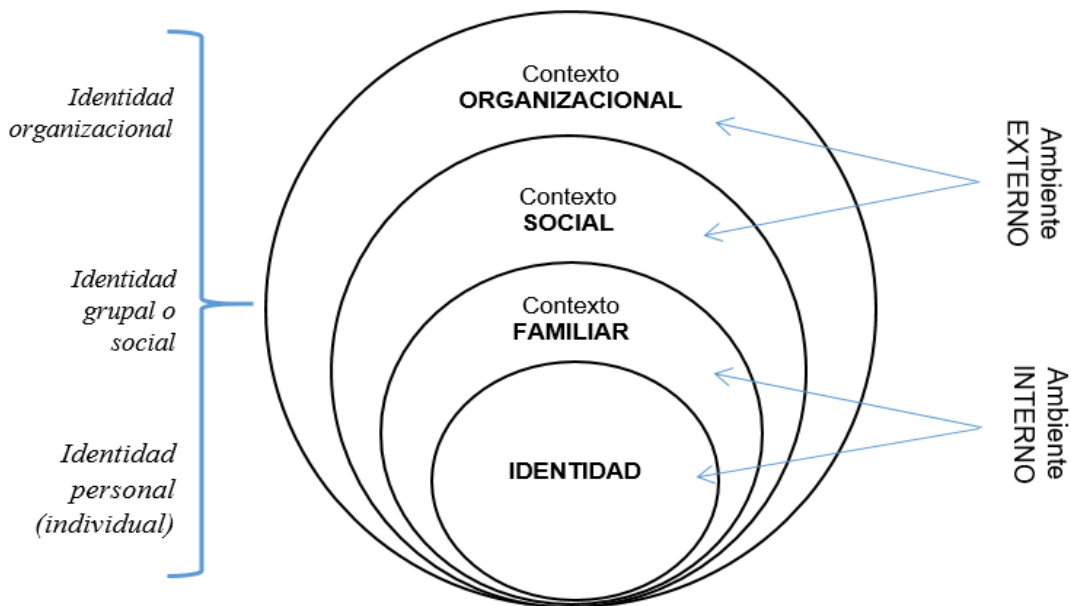 Identidad
organizacional
Identidad
grupal o
social
Identidad
personal
(individual)
Contexto
ORGANIZACIONAL
Contexto
SOCIAL
Contexto
FAMILIAR
IDENTIDAD
Ambiente
EXTERNO
Ambiente
INTERNO